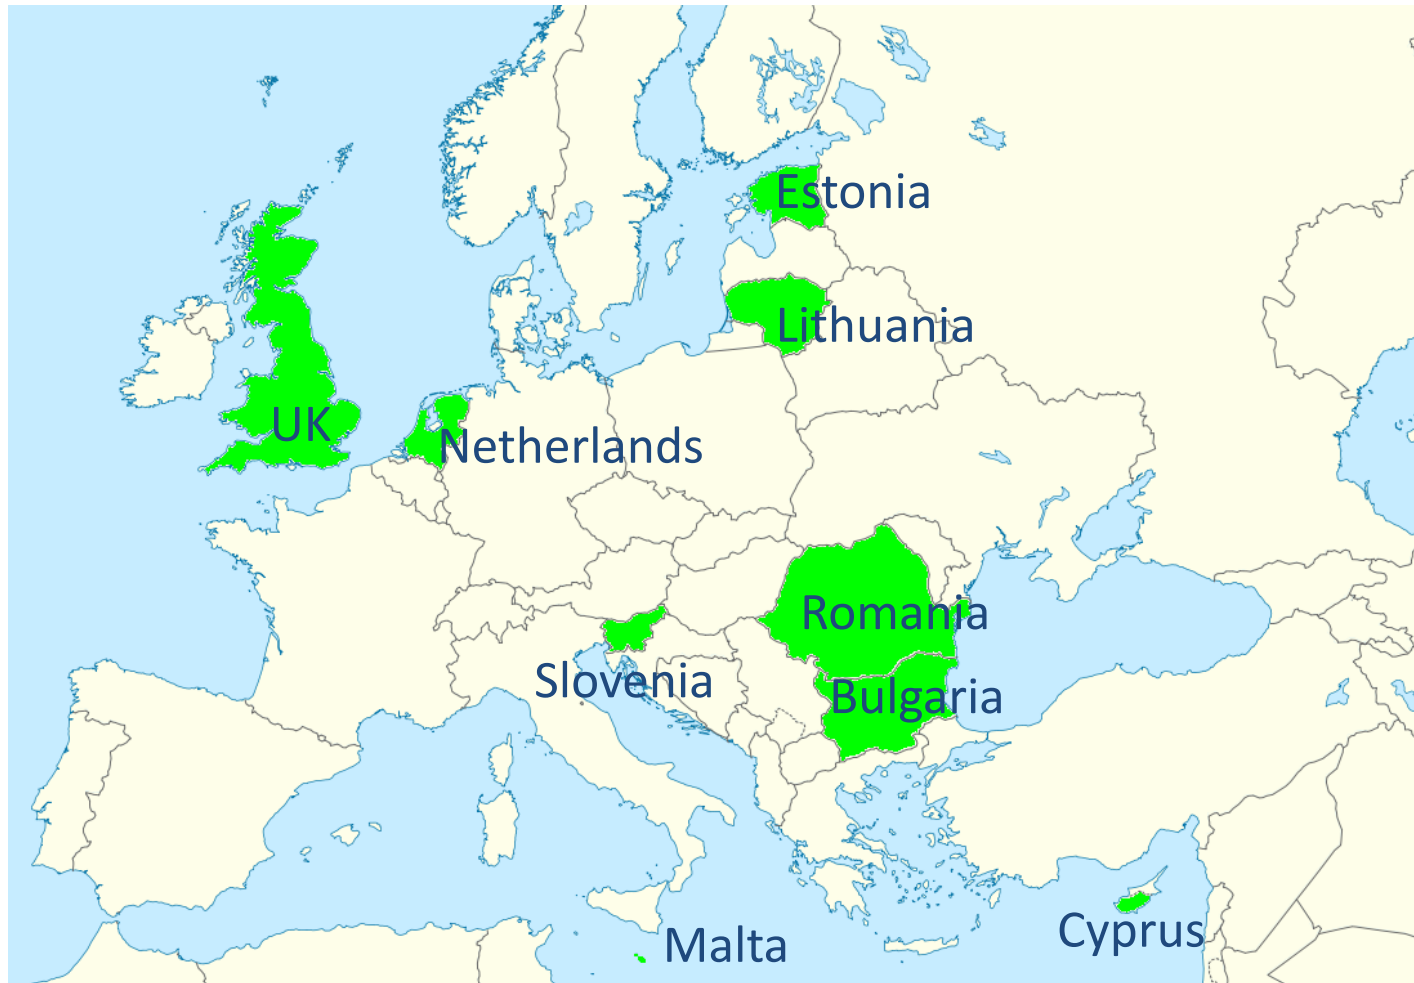 Estonia
Lithuania
UK
Netherlands
Romania
Slovenia
Bulgaria
Cyprus
Malta